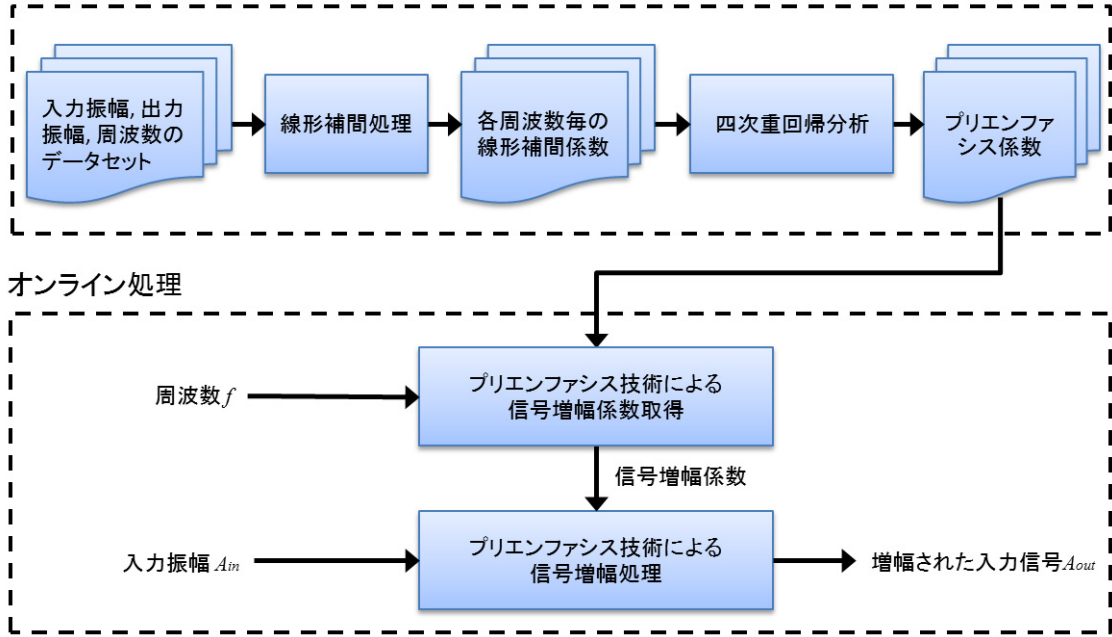 入力振幅, 出力
振幅, 周波数の
データセット
線形補間処理
各周波数毎の
線形補間係数
四次重回帰分析
プリエンファ
シス係数
オンライン処理
周波数 f
プリエンファシス技術による
信号増幅係数取得
信号増幅係数
入力振幅 Ain
プリエンファシス技術による
信号増幅処理
増幅された入力信号Aout